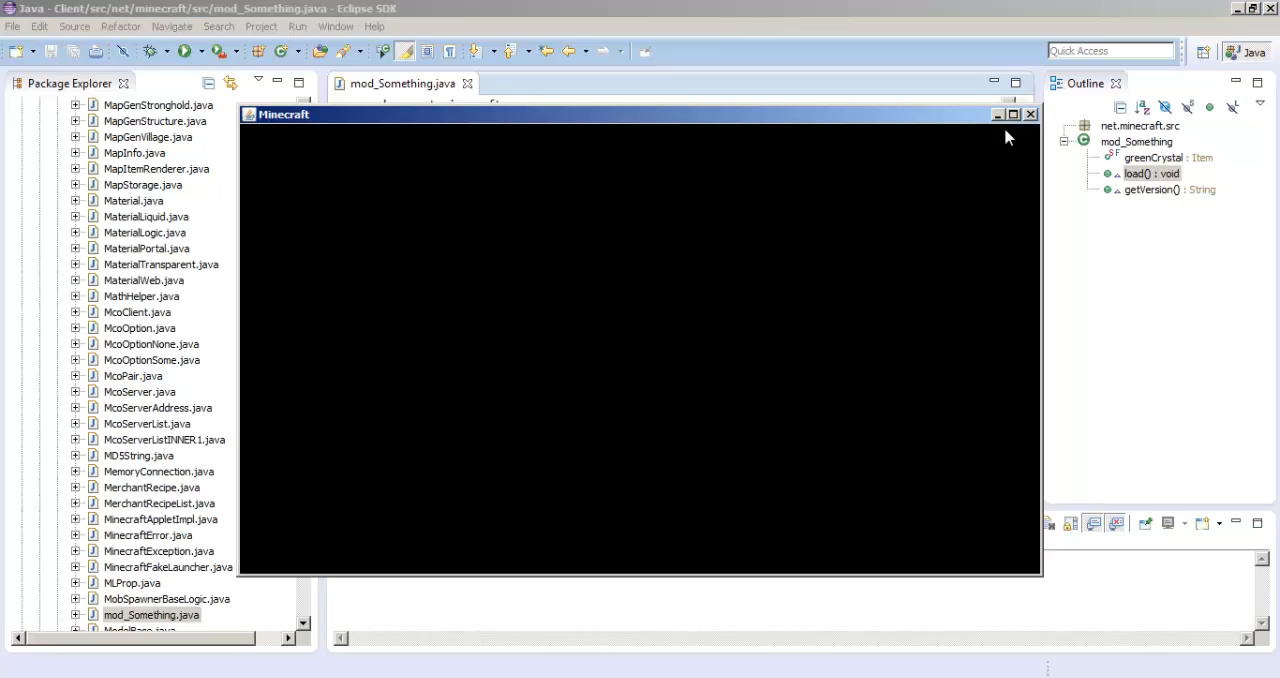 Java - Client/src/net/minecraft/src/mod_Something.java - Eclipse SDK
File Edit Source Refactor Navigate Search Project Run Window Help
Quick Access
Java
Package Explorer
MapGenStronghold.java
MapGenStructure.java
MapGenVillage.java
MapInfo.java
MapItemRenderer.java
MapStorage.java
Material.java
MaterialLiquid.java
MaterialLogic.java
MaterialPortal.java
MaterialTransparent.java
MaterialWeb.java
MathHelper.java
McoClient.java
McoOption.java
McoOptionNone.java
McoOptionSome.java
McoPair.java
McoServer.java
McoServerAddress.java
McoServerList.java
McoServerListINNER1.java
MD5String.java
MemoryConnection.java
MerchantRecipe.java
MerchantRecipeList.java
MinecraftAppletImpl.java
MinecraftError.java
MinecraftException.java
MinecraftFakeLauncher.java
MLProp.java
MobSpawnerBaseLogic.java
mod_Something.java
ModelBase.java
mod_Something.java
Minecraft
Outline
net.minecraft.src
mod_Something
greenCrystal : Item
load() : void
getVersion() : String